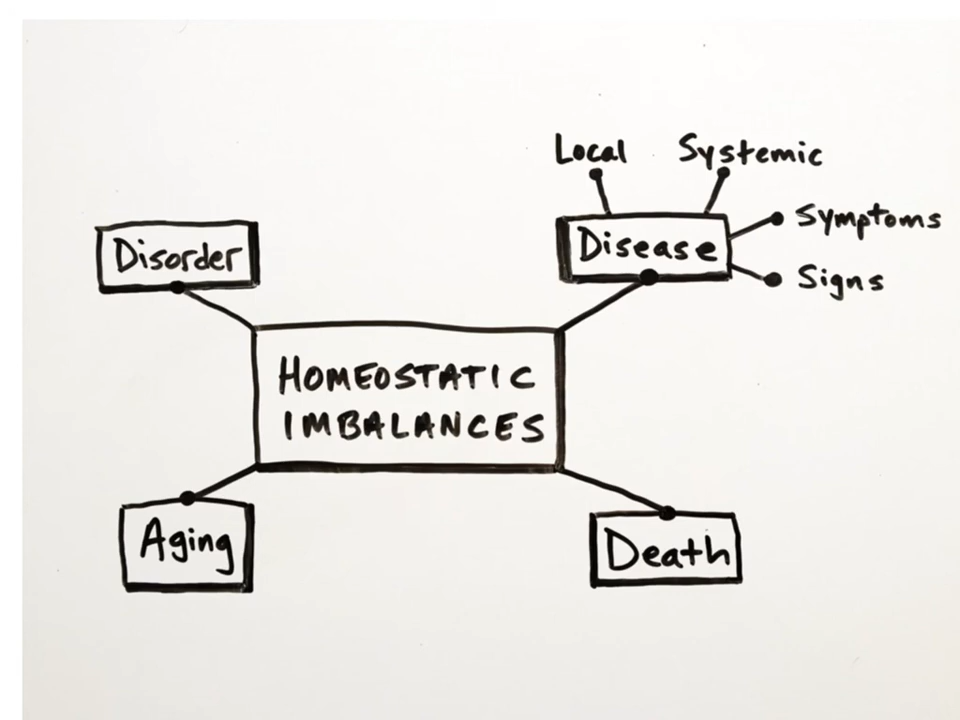 Local
Systemic
Symptoms
Disorder
Disease
Signs
HOMEOSTATIC
IMBALANCES
Aging
Death